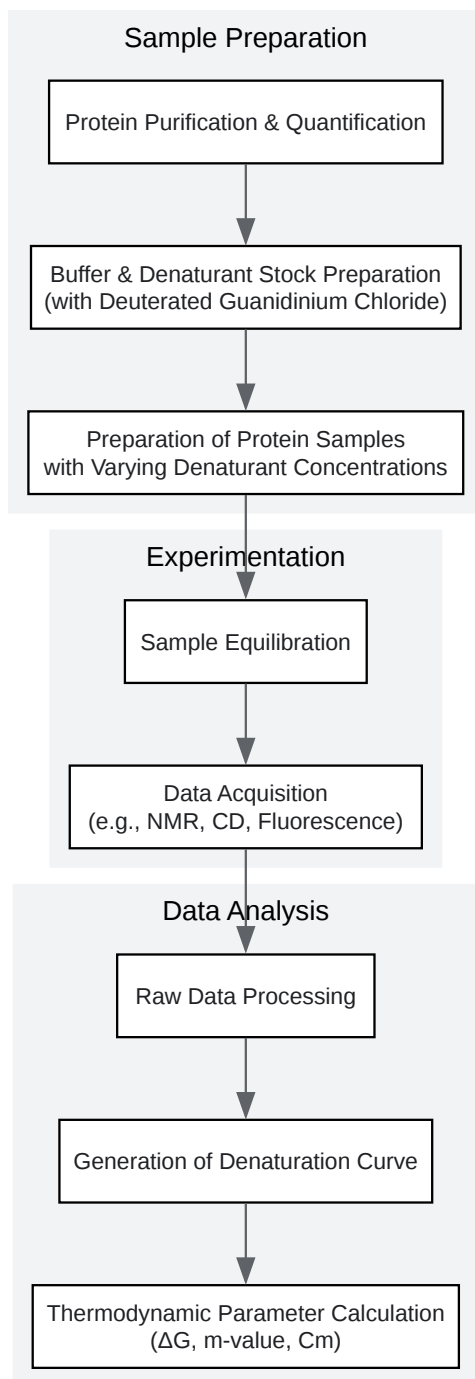 Sample Preparation
Protein Purification & Quantification
Buffer & Denaturant Stock Preparation
(with Deuterated Guanidinium Chloride)
Preparation of Protein Samples
with Varying Denaturant Concentrations
Experimentation
Sample Equilibration
Data Acquisition
(e.g., NMR, CD, Fluorescence)
Data Analysis
Raw Data Processing
Generation of Denaturation Curve
Thermodynamic Parameter Calculation
(ΔG, m-value, Cm)